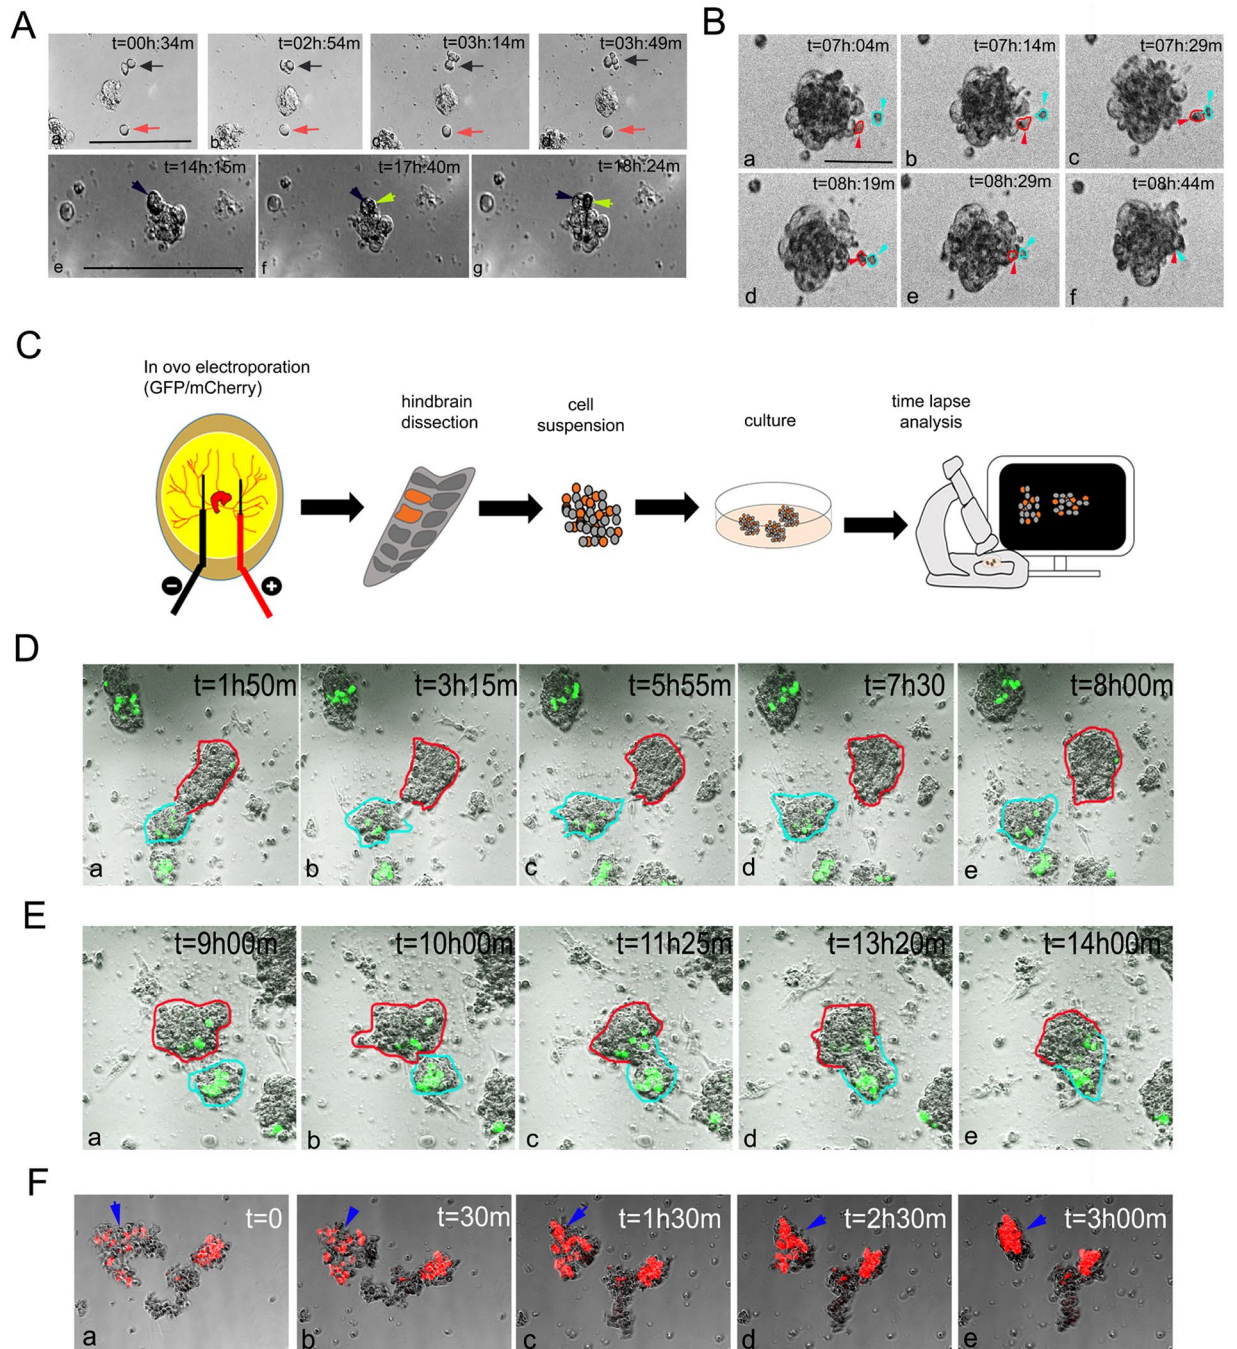 A
t=00h:34m
t=02h:54m
t=03h:14m
t=03h:49m
a
b
c
d
t=14h:15m
t=17h:40m
t=18h:24m
e
f
g
B
t=07h:04m
t=07h:14m
t=07h:29m
a
b
c
t=08h:19m
t=08h:29m
t=08h:44m
d
e
f
C
In ovo electroporation
(GFP/mCherry)
hindbrain
dissection
cell
suspension
culture
time lapse
analysis
−
+
D
t=1h50m
t=3h15m
t=5h55m
t=7h30
t=8h00m
a
b
c
d
e
E
t=9h00m
t=10h00m
t=11h25m
t=13h20m
t=14h00m
a
b
c
d
e
F
t=0
t=30m
t=1h30m
t=2h30m
t=3h00m
a
b
c
d
e